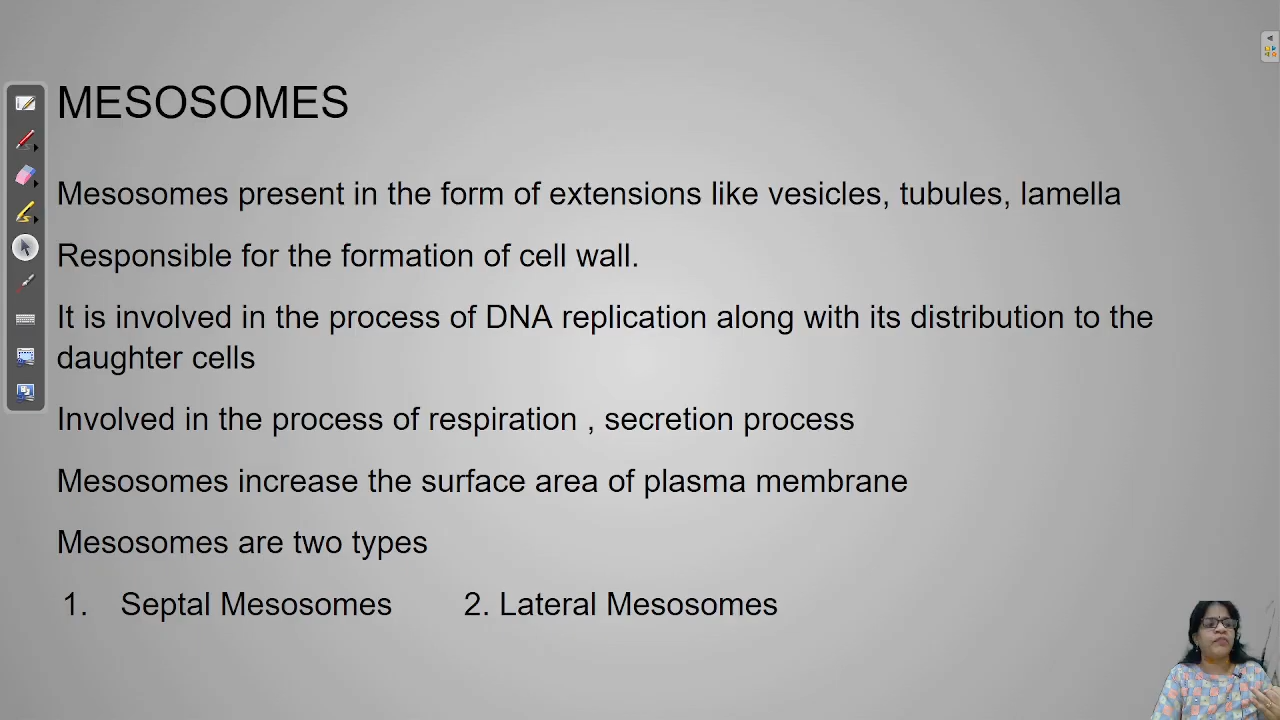 MESOSOMES
Mesosomes present in the form of extensions like vesicles, tubules, lamella
Responsible for the formation of cell wall.
It is involved in the process of DNA replication along with its distribution to the
daughter cells
Involved in the process of respiration , secretion process
Mesosomes increase the surface area of plasma membrane
Mesosomes are two types
1. Septal Mesosomes 2. Lateral Mesosomes